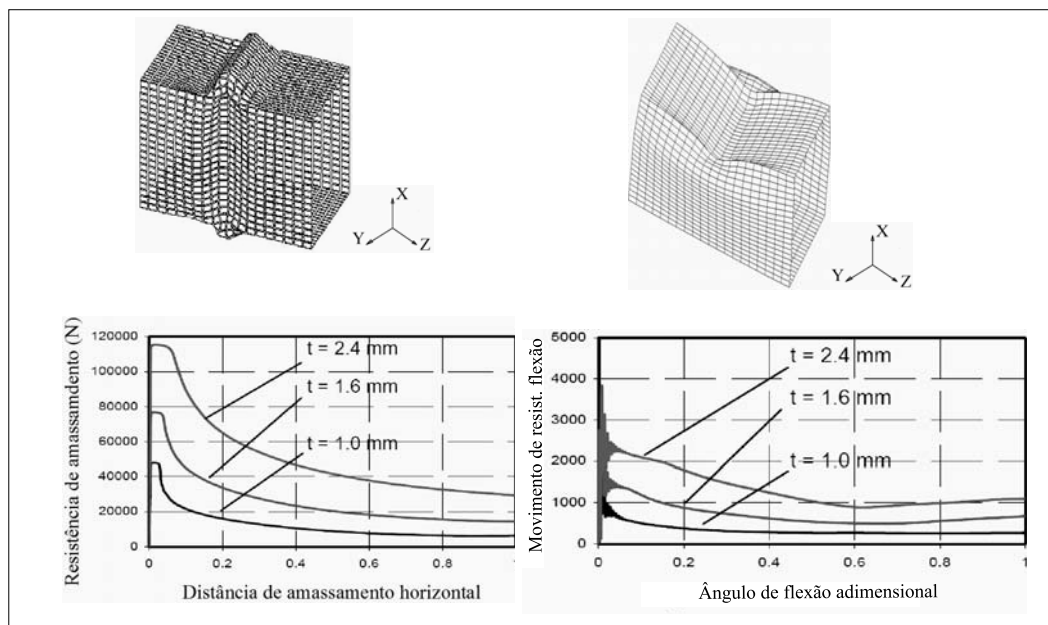 X
Y
Z
X
Y
Z
Resistência de amassamdento (N)
120000
100000
80000
60000
40000
20000
0
t = 2.4 mm
t = 1.6 mm
t = 1.0 mm
0
0.2
0.4
0.6
0.8
1
Distância de amassamento horizontal
Movimento de resist. flexão
5000
4000
3000
2000
1000
0
t = 2.4 mm
t = 1.6 mm
t = 1.0 mm
0
0.2
0.4
0.6
0.8
1
Ângulo de flexão adimensional